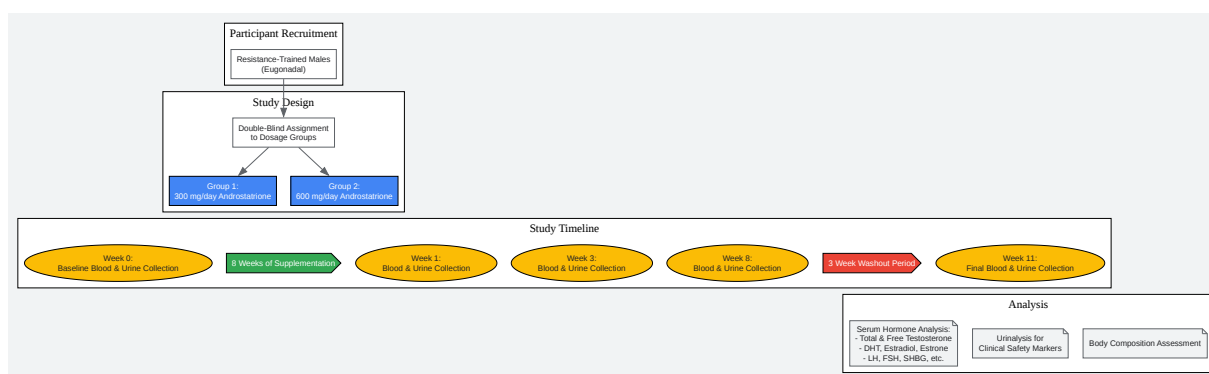 Participant Recruitment
Resistance-Trained Males
(Eugonadal)
Study Design
Double-Blind Assignment
to Dosage Groups
Group 1:
300 mg/day Androstatrione
Group 2:
600 mg/day Androstatrione
Study Timeline
Week 0:
Baseline Blood & Urine Collection
8 Weeks of Supplementation
Week 1:
Blood & Urine Collection
Week 3:
Blood & Urine Collection
Week 8:
Blood & Urine Collection
3 Week Washout Period
Week 11:
Final Blood & Urine Collection
Analysis
Serum Hormone Analysis:
- Total & Free Testosterone
- DHT, Estradiol, Estrone
- LH, FSH, SHBG, etc.
Urinalysis for
Clinical Safety Markers
Body Composition Assessment